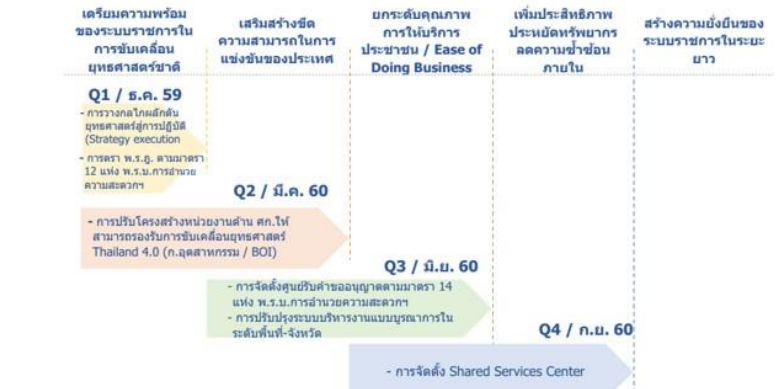 เตรียมความพร้อม
ของระบบราชการใน
การขับเคลื่อน
ยุทธศาสตร์ชาติ
เสริมสร้างขีด
ความสามารถในการ
แข่งขันของประเทศ
ยกระดับคุณภาพ
การให้บริการ
ประชาชน / Ease of
Doing Business
เพิ่มประสิทธิภาพ
ประหยัดทรัพยากร
ลดความซ้ำซ้อน
ภายใน
สร้างความยั่งยืนของ
ระบบราชการในระยะ
ยาว
Q1 / ธ.ค. 59
- การวางกลไกผลักดัน
ยุทธศาสตร์สู่การปฏิบัติ
(Strategy execution
- การตรา พ.ร.ฎ. ตามมาตรา
12 แห่ง พ.ร.บ.การอำนวย
ความสะดวกฯ
Q2 / มี.ค. 60
- การปรับโครงสร้างหน่วยงานด้าน ศก.ให้
สามารถรองรับการขับเคลื่อนยุทธศาสตร์
Thailand 4.0 (ก.อุตสาหกรรม / BOI)
Q3 / มิ.ย. 60
- การจัดตั้งศูนย์รับคำขออนุญาตตามมาตรา 14
แห่ง พ.ร.บ.การอำนวยความสะดวกฯ
- การปรับปรุงระบบบริหารงานแบบบูรณาการใน
ระดับพื้นที่-จังหวัด
Q4 / ก.ย. 60
- การจัดตั้ง Shared Services Center